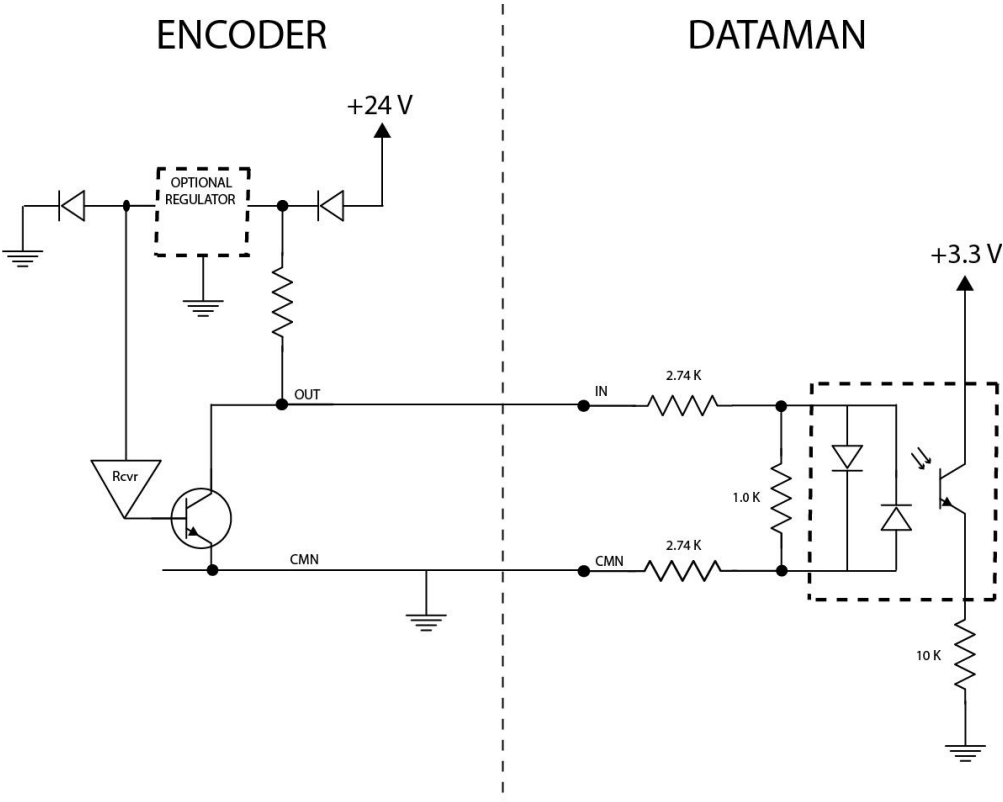 ENCODER
DATAMAN
+24 V
OPTIONAL
REGULATOR
+3.3 V
OUT
IN
2.74 K
Rcvr
1.0 K
CMN
CMN
2.74 K
10 K